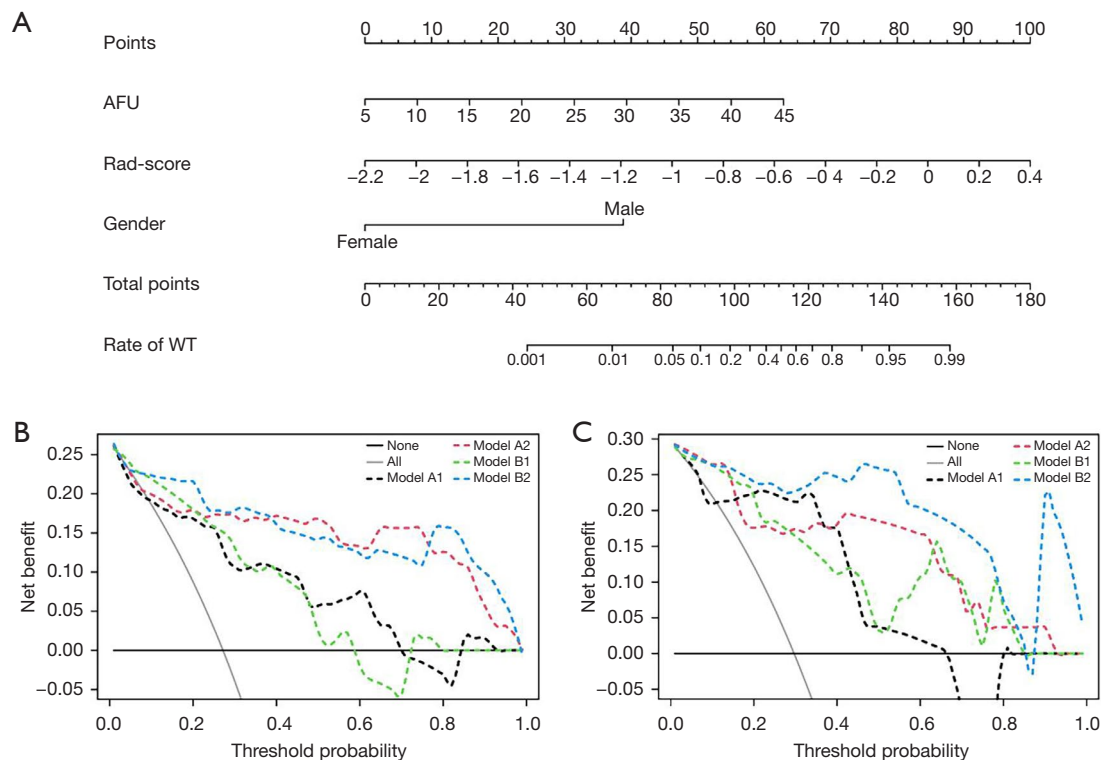 A
Points
0 10 20 30 40 50 60 70 80 90 100
AFU
5 10 15 20 25 30 35 40 45
Rad-score
−2.2 −2 −1.8 −1.6 −1.4 −1.2 −1 −0.8 −0.6 −0 4 −0.2 0 0.2 0.4
Gender
Male
Female
Total points
0 20 40 60 80 100 120 140 160 180
Rate of WT
0.001 0.01 0.05 0.1 0.2 0.4 0.6 0.8 0.95 0.99
B
None Model A2
All Model B1
Model A1 Model B2
Net benefit
0.25
0.20
0.15
0.10
0.05
0.00
−0.05
0.0 0.2 0.4 0.6 0.8 1.0
Threshold probability
C
None Model A2
All Model B1
Model A1 Model B2
Net benefit
0.30
0.25
0.20
0.15
0.10
0.05
0.00
−0.05
0.0 0.2 0.4 0.6 0.8 1.0
Threshold probability